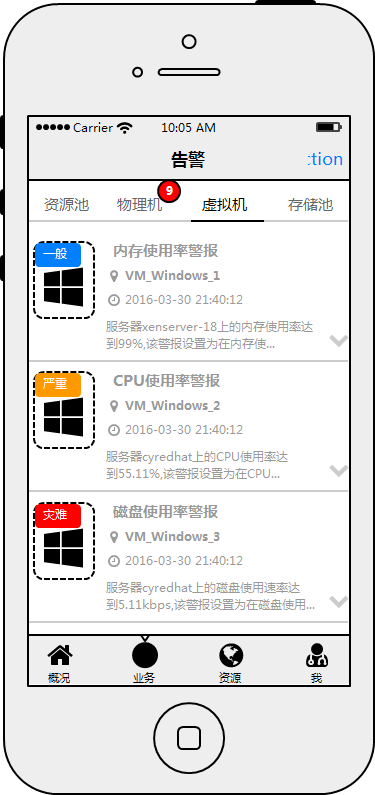 Carrier 10:05 AM
告警 :tion
9
资源池 物理机 虚拟机 存储池
一般 内存使用率警报
VM_Windows_1
2016-03-30 21:40:12
服务器xenserver-18上的内存使用率达
到99%,该警报设置为在内存使...
严重 CPU使用率警报
VM_Windows_2
2016-03-30 21:40:12
服务器cyredhat上的CPU使用率达
到55.11%,该警报设置为在CPU...
灾难 磁盘使用率警报
VM_Windows_3
2016-03-30 21:40:12
服务器cyredhat上的磁盘使用速率达
到5.11kbps,该警报设置为在磁盘使用...
概况 业务 资源 我